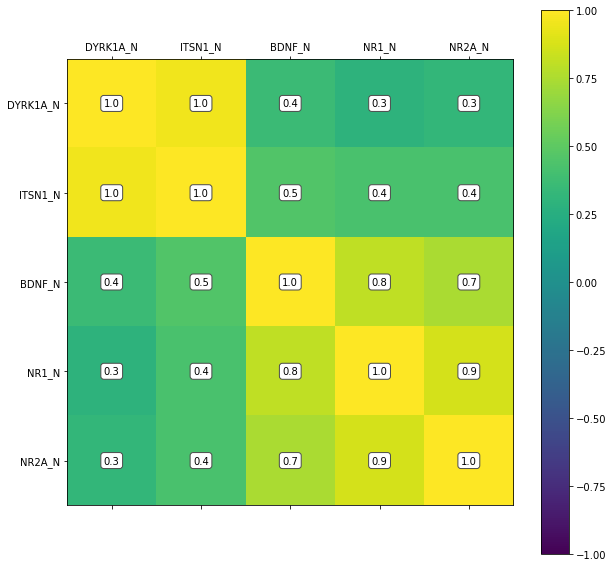 DYRK1A_N ITSN1_N BDNF_N NR1_N NR2A_N
DYRK1A_N 1.0 1.0 0.4 0.3 0.3
ITSN1_N 1.0 1.0 0.5 0.4 0.4
BDNF_N 0.4 0.5 1.0 0.8 0.7
NR1_N 0.3 0.4 0.8 1.0 0.9
NR2A_N 0.3 0.4 0.7 0.9 1.0
1.00
0.75
0.50
0.25
0.00
−0.25
−0.50
−0.75
−1.00